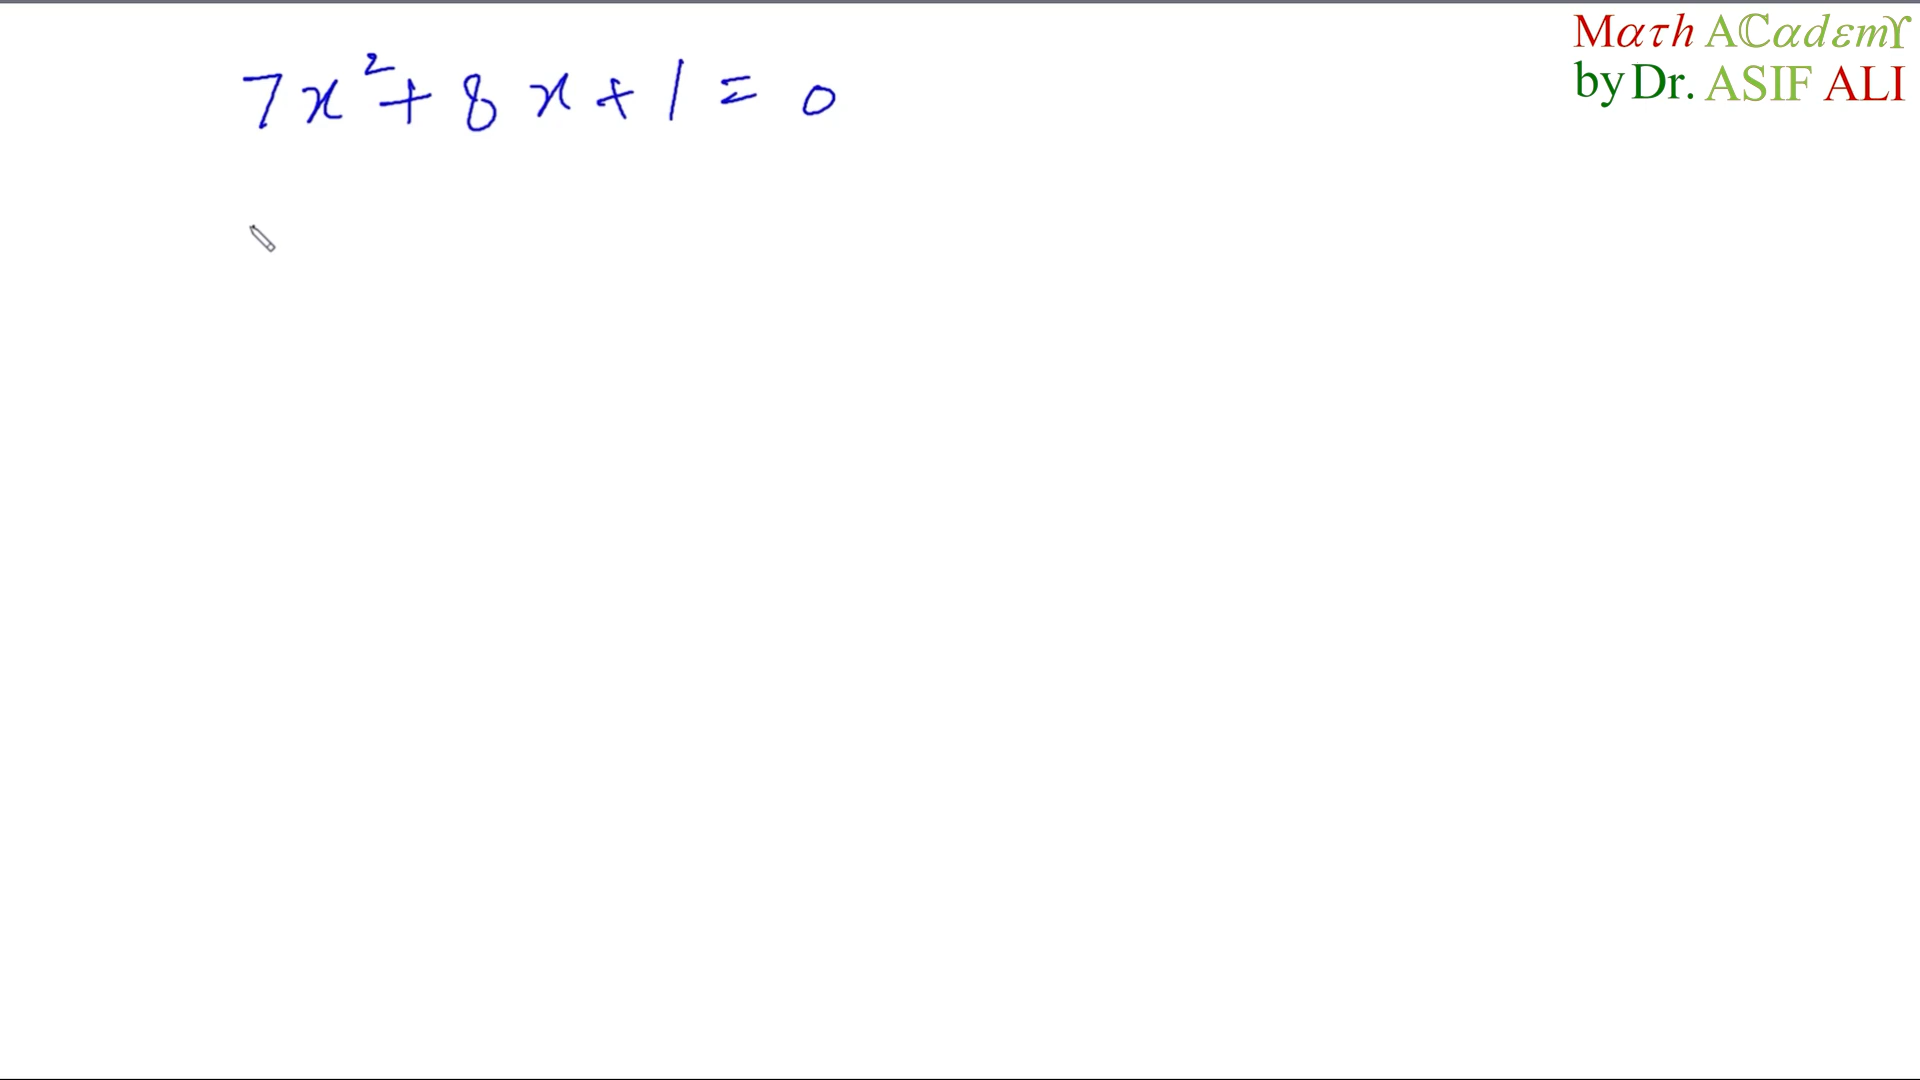 7x² + 8x + 1 = 0
Mατh Aℂαdεmϒ
by Dr. ASIF ALI